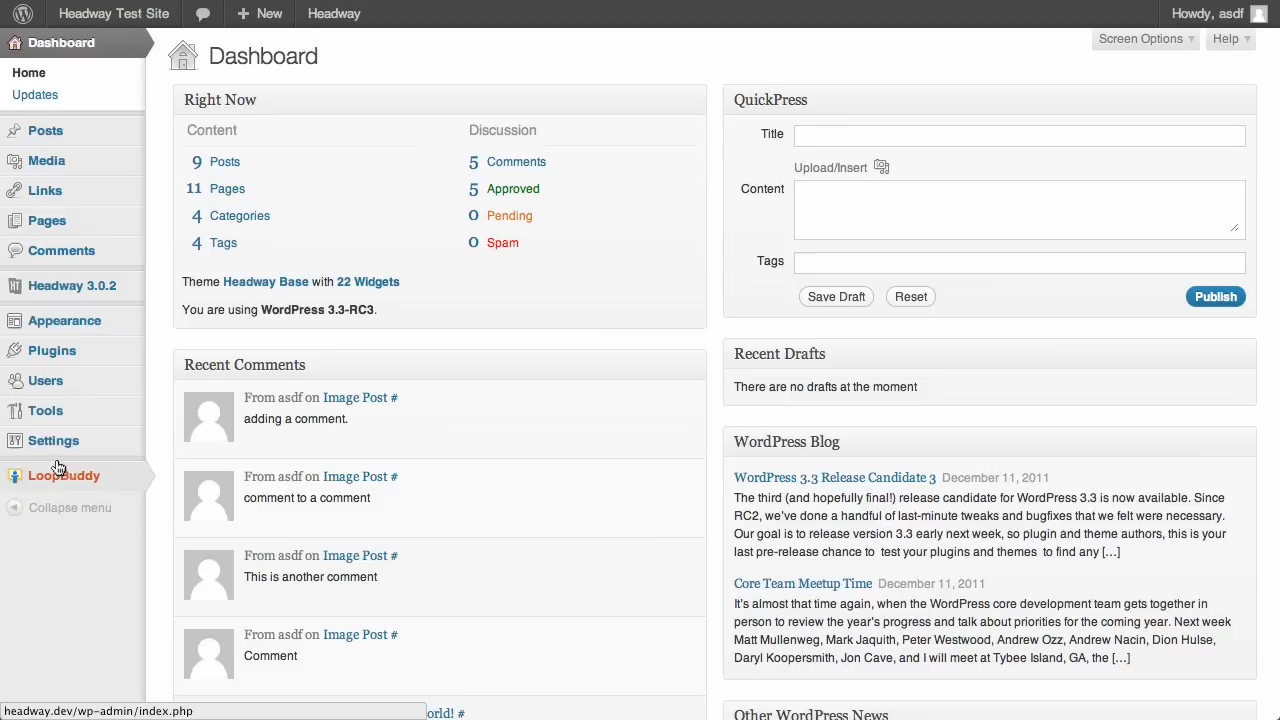 Headway Test Site
New
Headway
Howdy, asdf
Dashboard
Home
Updates
Posts
Media
Links
Pages
Comments
Headway 3.0.2
Appearance
Plugins
Users
Tools
Settings
LoopBuddy
Collapse menu
Dashboard
Screen Options
Help
Right Now
Content
Discussion
9 Posts
5 Comments
11 Pages
5 Approved
4 Categories
0 Pending
4 Tags
0 Spam
Theme Headway Base with 22 Widgets
You are using WordPress 3.3-RC3.
Recent Comments
From asdf on Image Post #
adding a comment.
From asdf on Image Post #
comment to a comment
From asdf on Image Post #
This is another comment
From asdf on Image Post #
Comment
orld! #
QuickPress
Title
Upload/Insert
Content
Tags
Save Draft
Reset
Publish
Recent Drafts
There are no drafts at the moment
WordPress Blog
WordPress 3.3 Release Candidate 3 December 11, 2011
The third (and hopefully final!) release candidate for WordPress 3.3 is now available. Since
RC2, we've done a handful of last-minute tweaks and bugfixes that we felt were necessary.
Our goal is to release version 3.3 early next week, so plugin and theme authors, this is your
last pre-release chance to test your plugins and themes to find any [...]
Core Team Meetup Time December 11, 2011
It's almost that time again, when the WordPress core development team gets together in
person to review the year's progress and talk about priorities for the coming year. Next week
Matt Mullenweg, Mark Jaquith, Peter Westwood, Andrew Ozz, Andrew Nacin, Dion Hulse,
Daryl Koopersmith, Jon Cave, and I will meet at Tybee Island, GA, the [...]
Other WordPress News
headway.dev/wp-admin/index.php